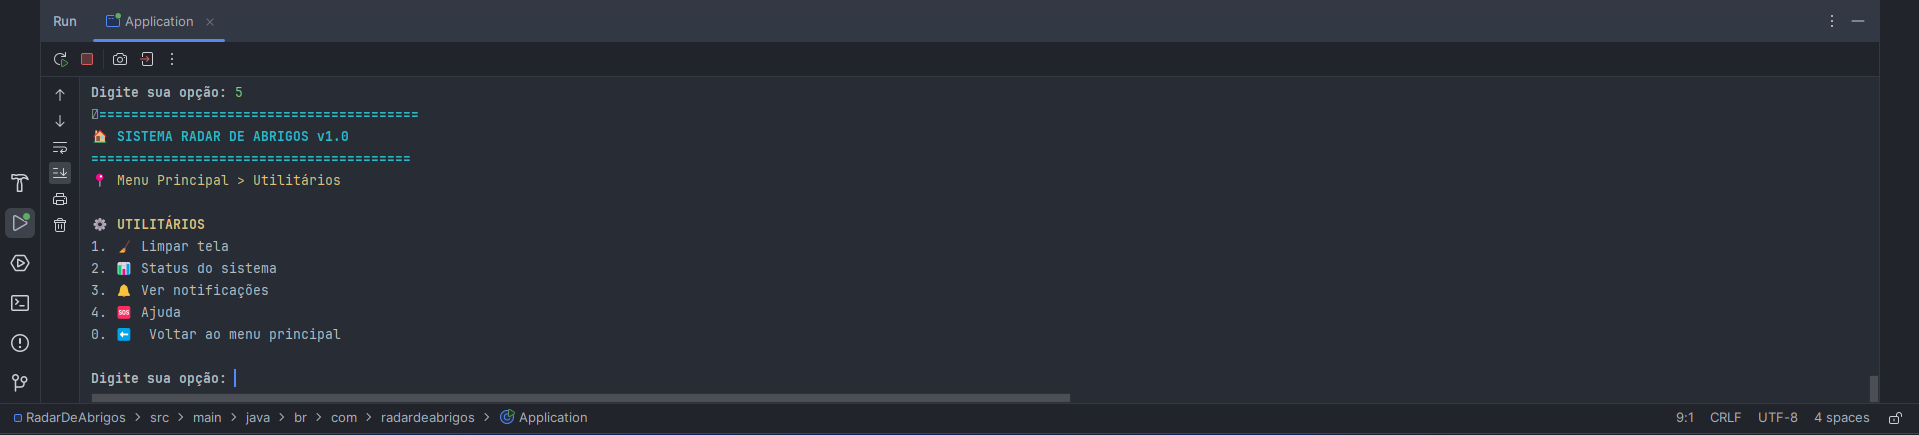 Run Application
Digite sua opção: 5
========================================
SISTEMA RADAR DE ABRIGOS v1.0
========================================
Menu Principal > Utilitários
UTILITÁRIOS
1. Limpar tela
2. Status do sistema
3. Ver notificações
4. SOS Ajuda
0. Voltar ao menu principal
Digite sua opção:
RadarDeAbrigos > src > main > java > br > com > radardeabrigos > Application 9:1 CRLF UTF-8 4 spaces